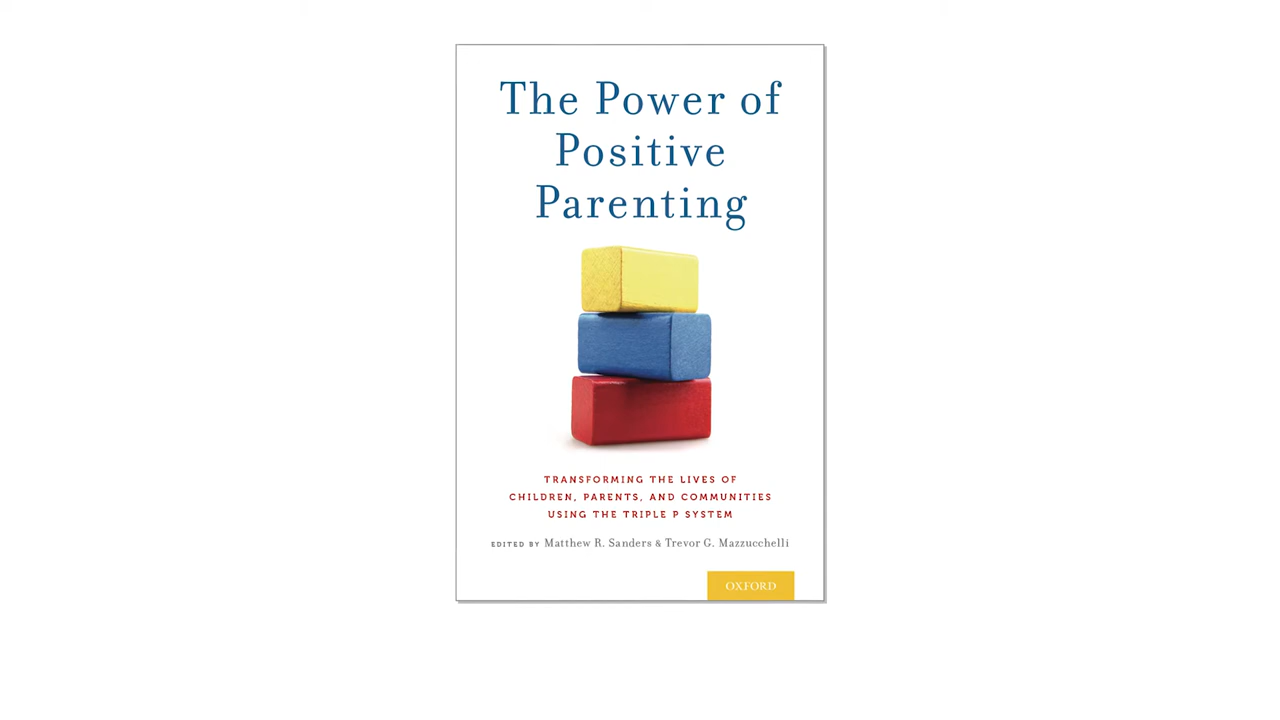 The Power of
Positive
Parenting
TRANSFORMING THE LIVES OF
CHILDREN, PARENTS, AND COMMUNITIES
USING THE TRIPLE P SYSTEM
EDITED BY Matthew R. Sanders & Trevor G. Mazzucchelli
OXFORD